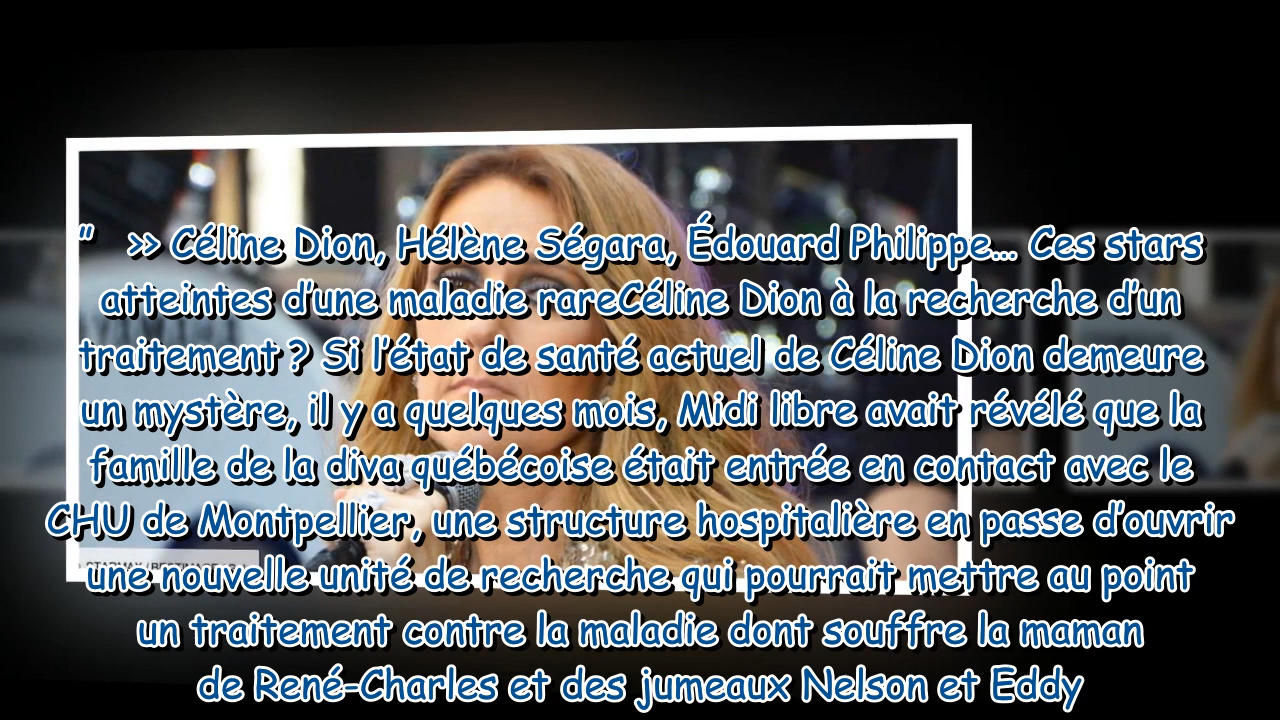 " >> Céline Dion, Hélène Ségara, Édouard Philippe... Ces stars
atteintes d'une maladie rareCéline Dion à la recherche d'un
traitement ? Si l'état de santé actuel de Céline Dion demeure
un mystère, il y a quelques mois, Midi libre avait révélé que la
famille de la diva québécoise était entrée en contact avec le
CHU de Montpellier, une structure hospitalière en passe d'ouvrir
une nouvelle unité de recherche qui pourrait mettre au point
un traitement contre la maladie dont souffre la maman
de René-Charles et des jumeaux Nelson et Eddy